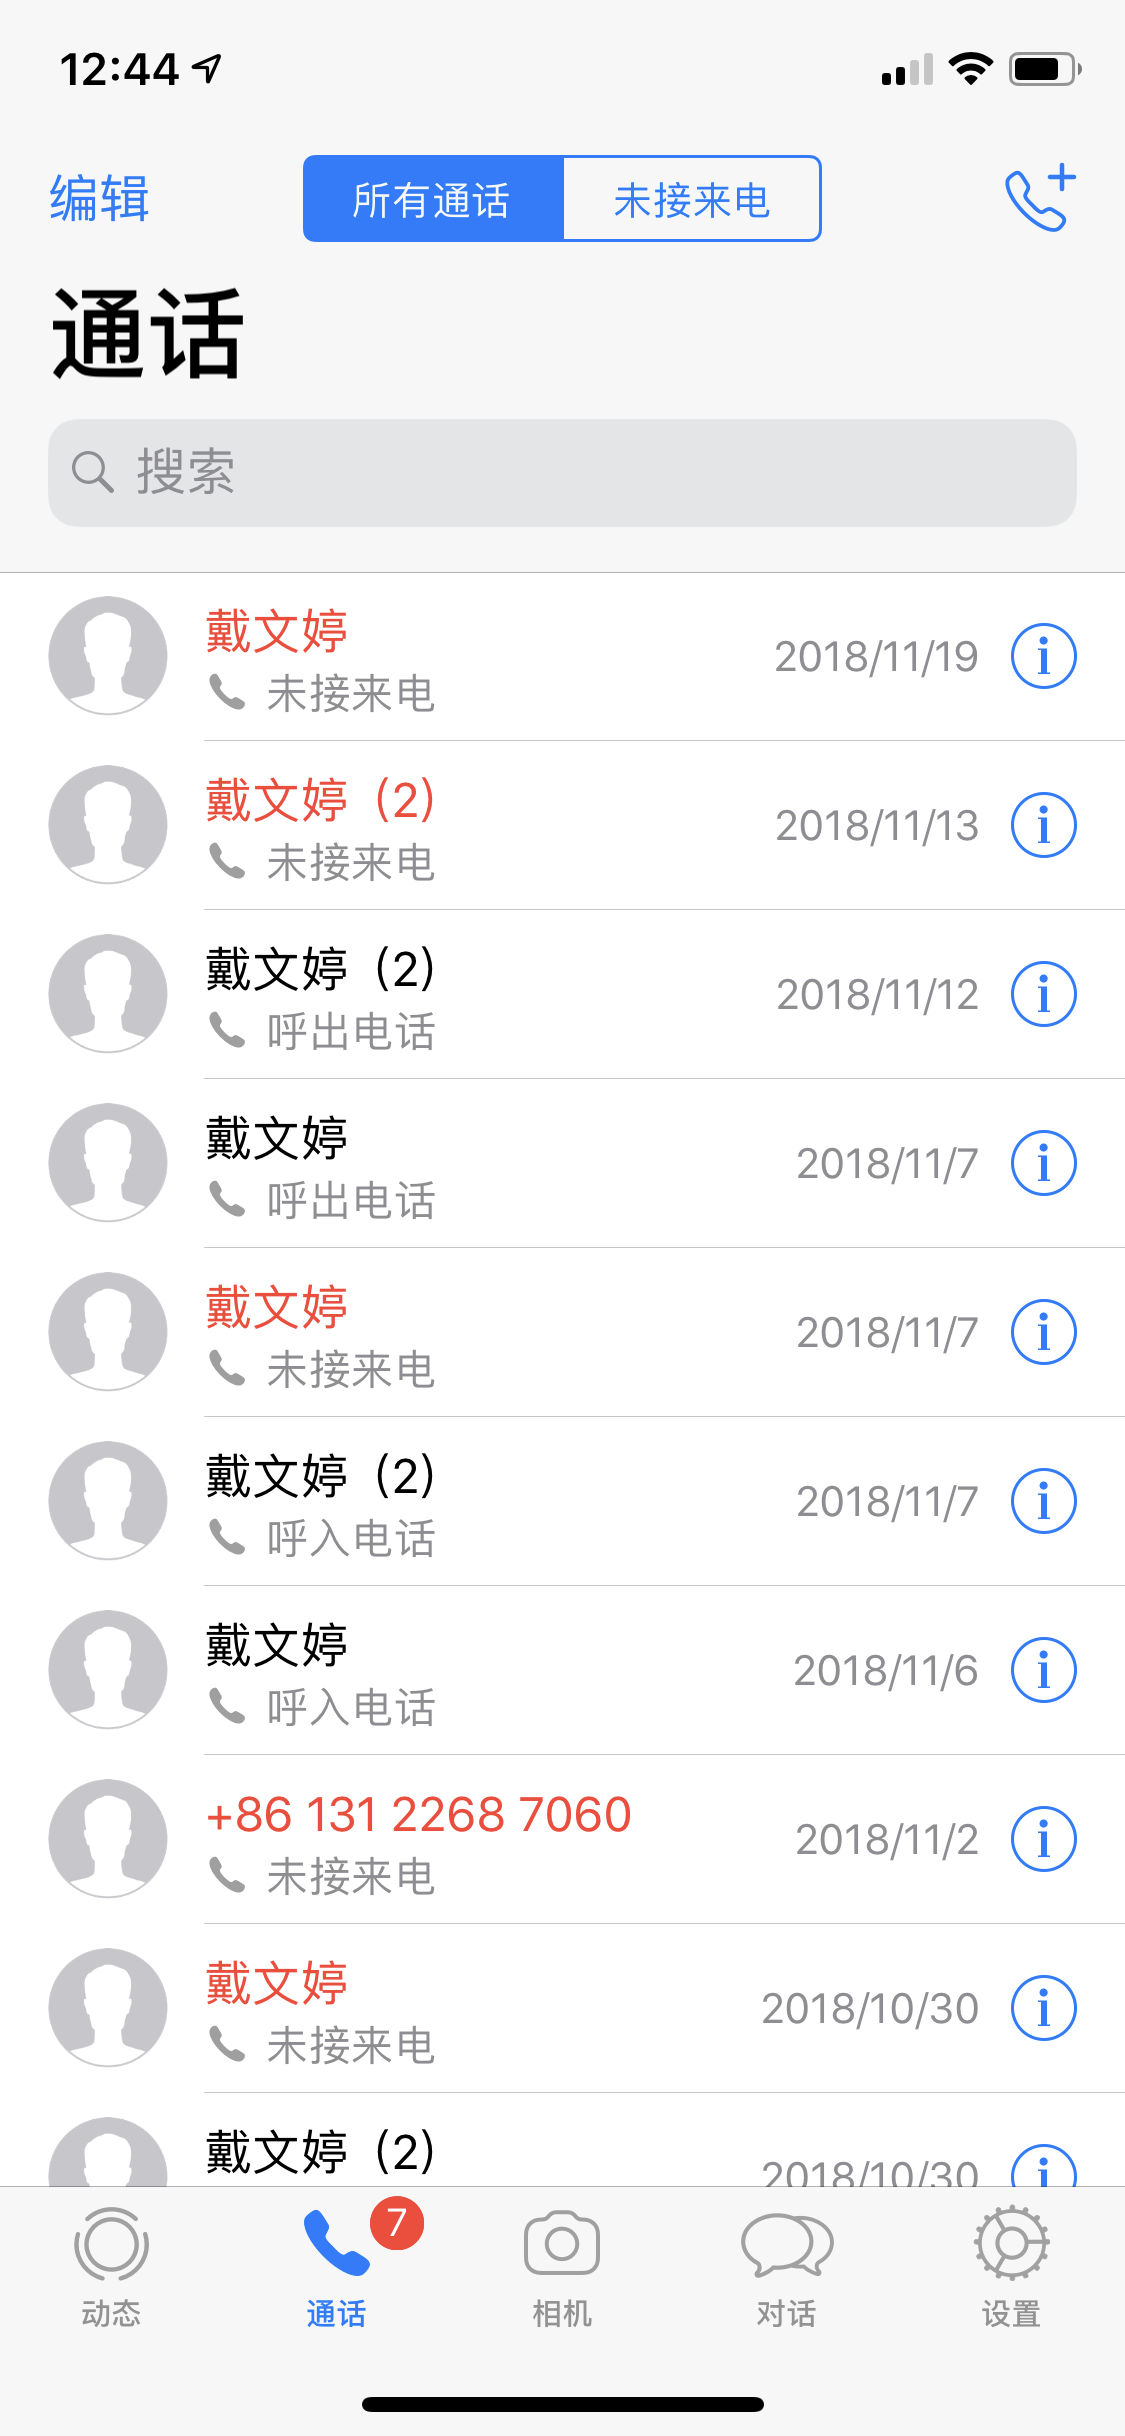 12:44
编辑
所有通话
未接来电
通话
搜索
戴文婷
未接来电
2018/11/19
戴文婷 (2)
未接来电
2018/11/13
戴文婷 (2)
呼出电话
2018/11/12
戴文婷
呼出电话
2018/11/7
戴文婷
未接来电
2018/11/7
戴文婷 (2)
呼入电话
2018/11/7
戴文婷
呼入电话
2018/11/6
+86 131 2268 7060
未接来电
2018/11/2
戴文婷
未接来电
2018/10/30
戴文婷 (2)
2018/10/30
7
动态
通话
相机
对话
设置